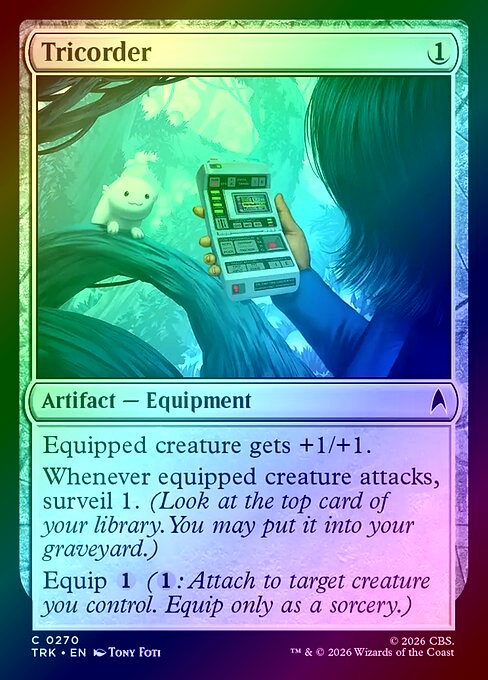 Tricorder 1
Artifact — Equipment
Equipped creature gets +1/+1.
Whenever equipped creature attacks,
surveil 1. (Look at the top card of
your library. You may put it into your
graveyard.)
Equip 1 (1: Attach to target creature
you control. Equip only as a sorcery.)
C 0270
TRK • EN Tony Foti
© 2026 CBS.
™ & © 2026 Wizards of the Coast